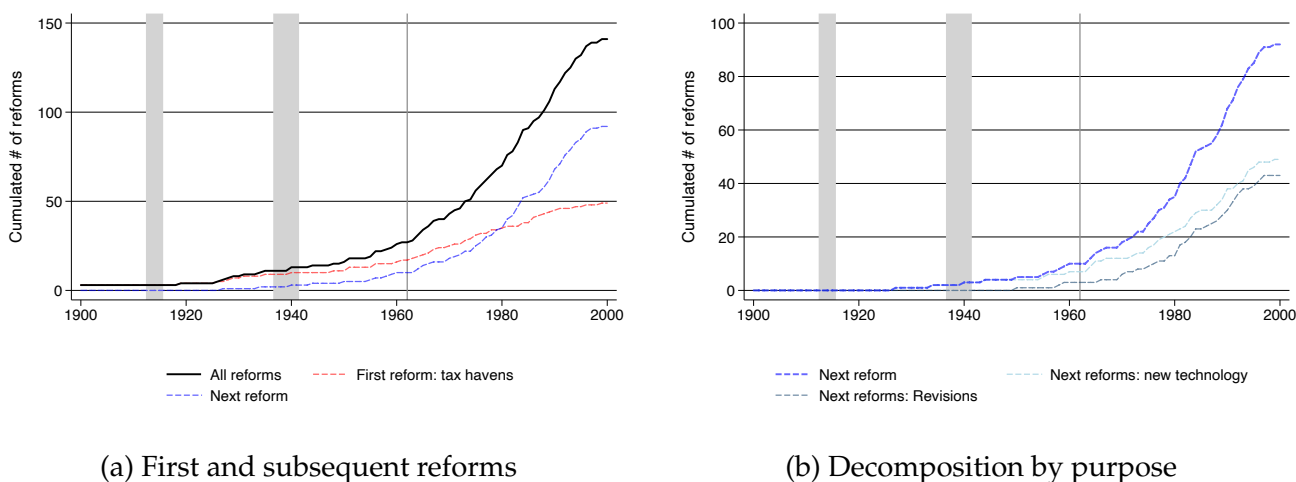 Cumulated # of reforms
150
100
50
0
1900 1920 1940 1960 1980 2000
All reforms First reform: tax havens
Next reform
(a) First and subsequent reforms
Cumulated # of reforms
100
80
60
40
20
0
1900 1920 1940 1960 1980 2000
Next reform Next reforms: new technology
Next reforms: Revisions
(b) Decomposition by purpose